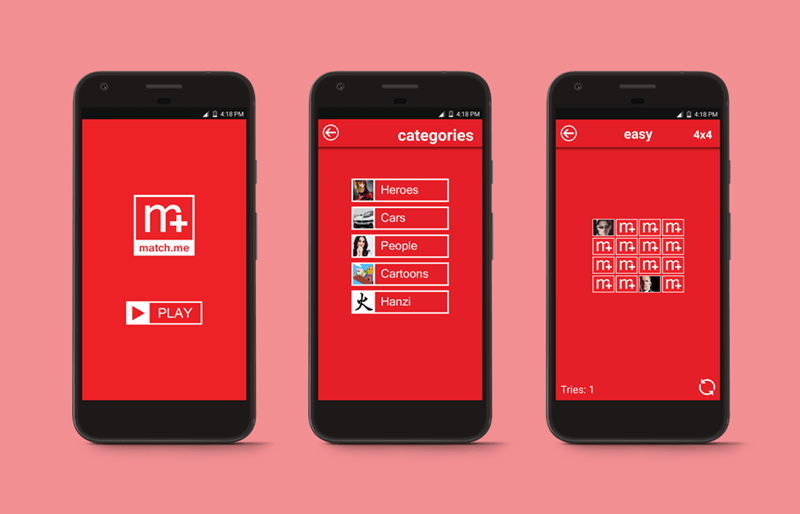 4:18 PM
m+
match.me
PLAY
4:18 PM
categories
Heroes
Cars
People
Cartoons
火 Hanzi
4:18 PM
easy 4x4
m+ m+ m+
m+ m+ m+ m+
m+ m+ m+ m+
m+ m+ m+
Tries: 1